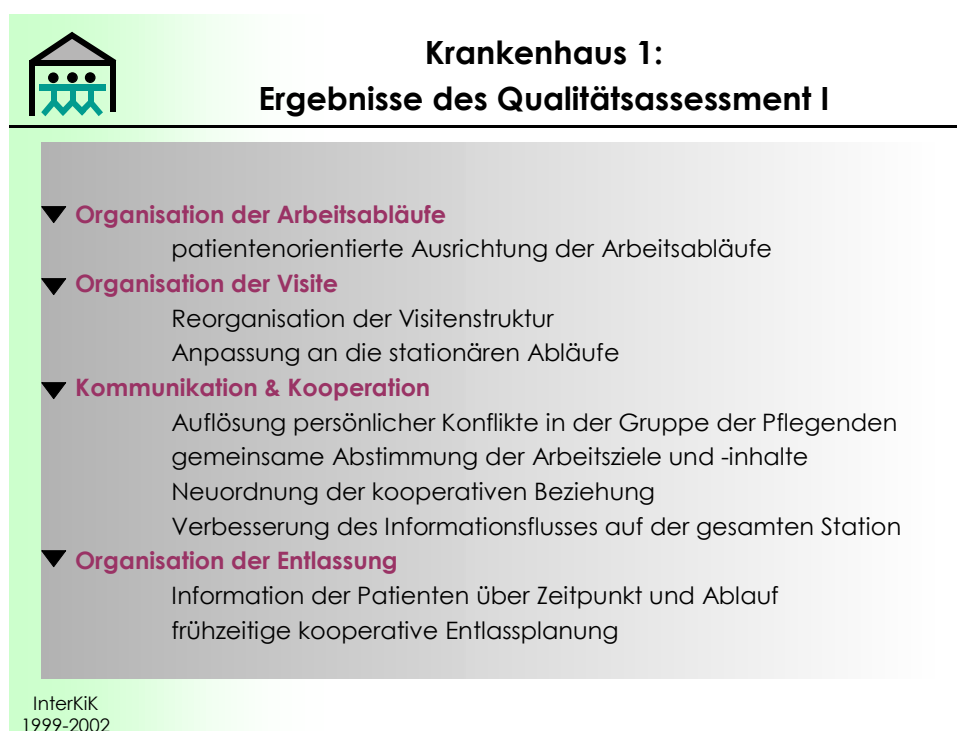 Krankenhaus 1:
Ergebnisse des Qualitätsassessment I
Organisation der Arbeitsabläufe
patientenorientierte Ausrichtung der Arbeitsabläufe
Organisation der Visite
Reorganisation der Visitenstruktur
Anpassung an die stationären Abläufe
Kommunikation & Kooperation
Auflösung persönlicher Konflikte in der Gruppe der Pflegenden
gemeinsame Abstimmung der Arbeitsziele und -inhalte
Neuordnung der kooperativen Beziehung
Verbesserung des Informationsflusses auf der gesamten Station
Organisation der Entlassung
Information der Patienten über Zeitpunkt und Ablauf
frühzeitige kooperative Entlassplanung
InterKiK
1999-2002